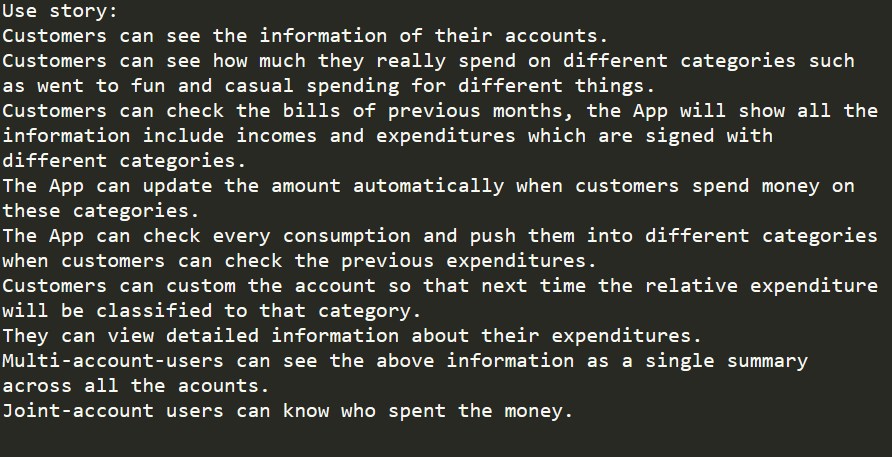 Use story:
Customers can see the information of their accounts.
Customers can see how much they really spend on different categories such
as went to fun and casual spending for different things.
Customers can check the bills of previous months, the App will show all the
information include incomes and expenditures which are signed with
different categories.
The App can update the amount automatically when customers spend money on
these categories.
The App can check every consumption and push them into different categories
when customers can check the previous expenditures.
Customers can custom the account so that next time the relative expenditure
will be classified to that category.
They can view detailed information about their expenditures.
Multi-account-users can see the above information as a single summary
across all the acounts.
Joint-account users can know who spent the money.